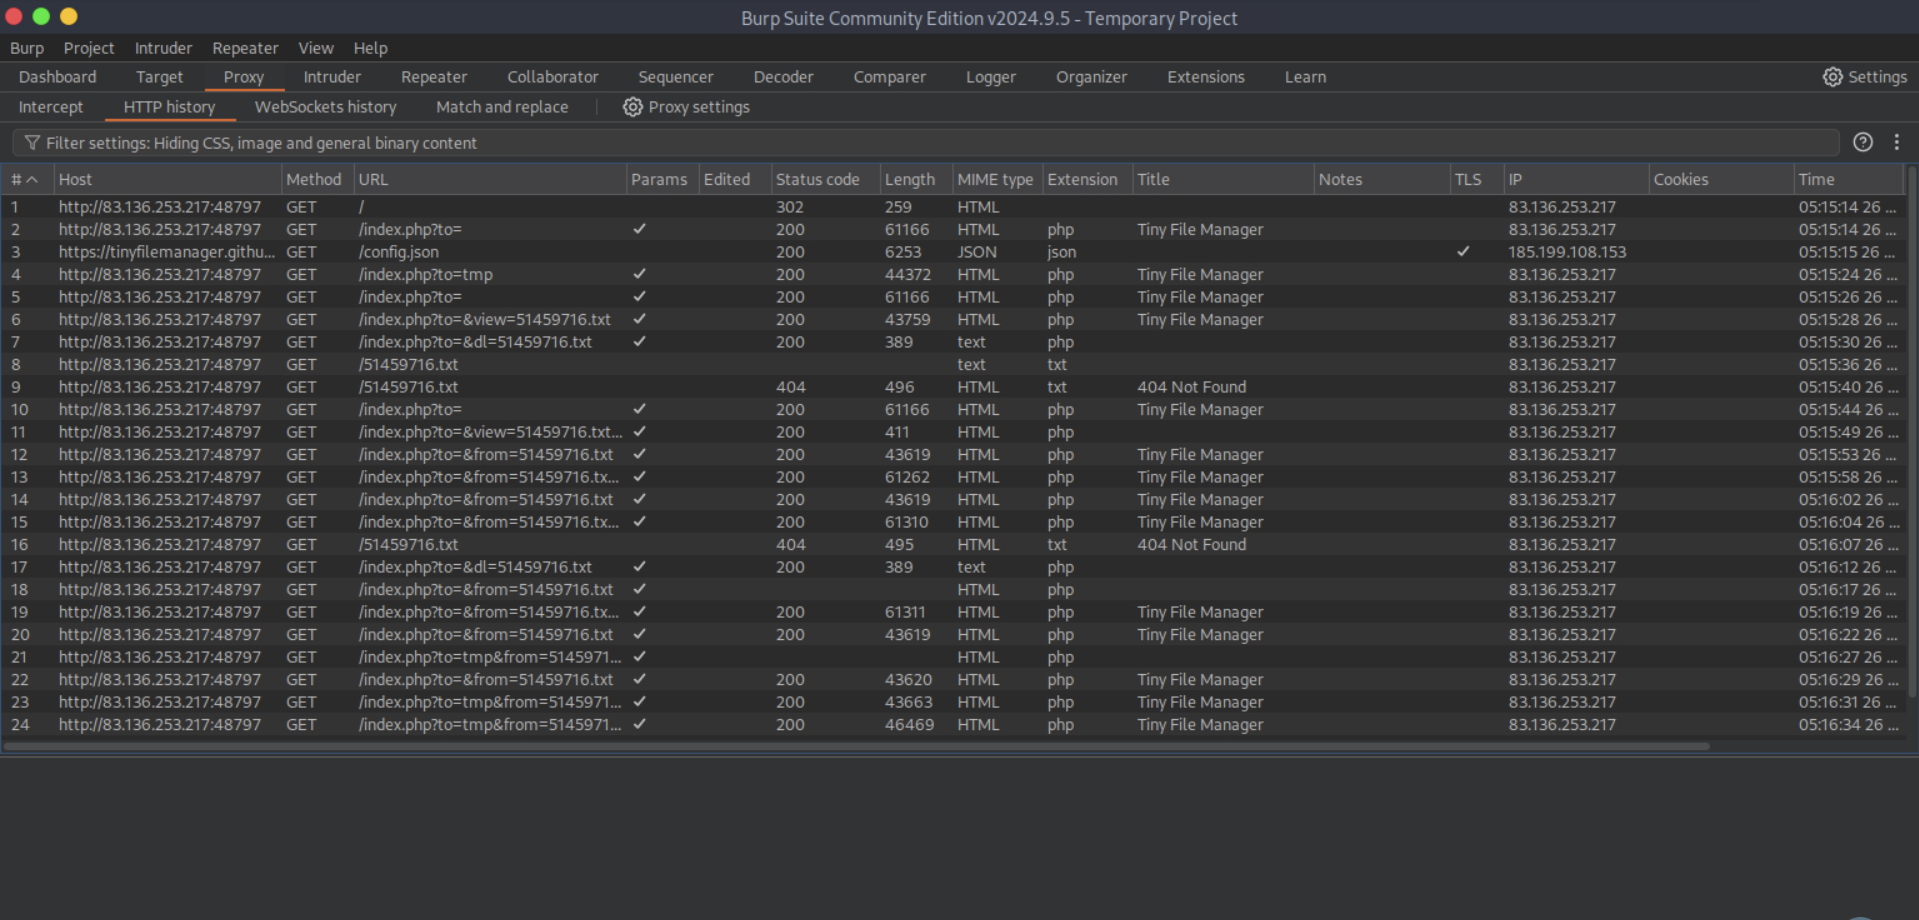 Burp Suite Community Edition v2024.9.5 - Temporary Project
Burp Project Intruder Repeater View Help
Dashboard Target Proxy Intruder Repeater Collaborator Sequencer Decoder Comparer Logger Organizer Extensions Learn Settings
Intercept HTTP history WebSockets history Match and replace Proxy settings
Filter settings: Hiding CSS, image and general binary content
# Host Method URL Params Edited Status code Length MIME type Extension Title Notes TLS IP Cookies Time
1 http://83.136.253.217:48797 GET / 302 259 HTML 83.136.253.217 05:15:14 26 ...
2 http://83.136.253.217:48797 GET /index.php?to= ✓ 200 61166 HTML php Tiny File Manager 83.136.253.217 05:15:14 26 ...
3 https://tinyfilemanager.githu... GET /config.json 200 6253 JSON json ✓ 185.199.108.153 05:15:15 26 ...
4 http://83.136.253.217:48797 GET /index.php?to=tmp ✓ 200 44372 HTML php Tiny File Manager 83.136.253.217 05:15:24 26 ...
5 http://83.136.253.217:48797 GET /index.php?to= ✓ 200 61166 HTML php Tiny File Manager 83.136.253.217 05:15:26 26 ...
6 http://83.136.253.217:48797 GET /index.php?to=&view=51459716.txt ✓ 200 43759 HTML php Tiny File Manager 83.136.253.217 05:15:28 26 ...
7 http://83.136.253.217:48797 GET /index.php?to=&dl=51459716.txt ✓ 200 389 text php 83.136.253.217 05:15:30 26 ...
8 http://83.136.253.217:48797 GET /51459716.txt text txt 83.136.253.217 05:15:36 26 ...
9 http://83.136.253.217:48797 GET /51459716.txt 404 496 HTML txt 404 Not Found 83.136.253.217 05:15:40 26 ...
10 http://83.136.253.217:48797 GET /index.php?to= ✓ 200 61166 HTML php Tiny File Manager 83.136.253.217 05:15:44 26 ...
11 http://83.136.253.217:48797 GET /index.php?to=&view=51459716.txt... ✓ 200 411 HTML php 83.136.253.217 05:15:49 26 ...
12 http://83.136.253.217:48797 GET /index.php?to=&from=51459716.txt ✓ 200 43619 HTML php Tiny File Manager 83.136.253.217 05:15:53 26 ...
13 http://83.136.253.217:48797 GET /index.php?to=&from=51459716.tx... ✓ 200 61262 HTML php Tiny File Manager 83.136.253.217 05:15:58 26 ...
14 http://83.136.253.217:48797 GET /index.php?to=&from=51459716.txt ✓ 200 43619 HTML php Tiny File Manager 83.136.253.217 05:16:02 26 ...
15 http://83.136.253.217:48797 GET /index.php?to=&from=51459716.tx... ✓ 200 61310 HTML php Tiny File Manager 83.136.253.217 05:16:04 26 ...
16 http://83.136.253.217:48797 GET /51459716.txt 404 495 HTML txt 404 Not Found 83.136.253.217 05:16:07 26 ...
17 http://83.136.253.217:48797 GET /index.php?to=&dl=51459716.txt ✓ 200 389 text php 83.136.253.217 05:16:12 26 ...
18 http://83.136.253.217:48797 GET /index.php?to=&from=51459716.txt ✓ HTML php 83.136.253.217 05:16:17 26 ...
19 http://83.136.253.217:48797 GET /index.php?to=&from=51459716.tx... ✓ 200 61311 HTML php Tiny File Manager 83.136.253.217 05:16:19 26 ...
20 http://83.136.253.217:48797 GET /index.php?to=&from=51459716.txt ✓ 200 43619 HTML php Tiny File Manager 83.136.253.217 05:16:22 26 ...
21 http://83.136.253.217:48797 GET /index.php?to=tmp&from=5145971... ✓ HTML php 83.136.253.217 05:16:27 26 ...
22 http://83.136.253.217:48797 GET /index.php?to=&from=51459716.txt ✓ 200 43620 HTML php Tiny File Manager 83.136.253.217 05:16:29 26 ...
23 http://83.136.253.217:48797 GET /index.php?to=tmp&from=5145971... ✓ 200 43663 HTML php Tiny File Manager 83.136.253.217 05:16:31 26 ...
24 http://83.136.253.217:48797 GET /index.php?to=tmp&from=5145971... ✓ 200 46469 HTML php Tiny File Manager 83.136.253.217 05:16:34 26 ...